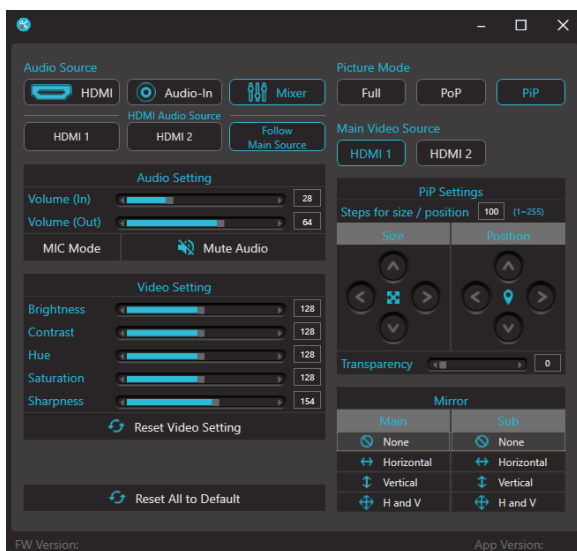 Audio Source
HDMI Audio-In Mixer
HDMI Audio Source
HDMI 1 HDMI 2 Follow Main Source
Audio Setting
Volume (In) 28
Volume (Out) 64
MIC Mode Mute Audio
Video Setting
Brightness 128
Contrast 128
Hue 128
Saturation 128
Sharpness 154
Reset Video Setting
Reset All to Default
Picture Mode
Full PoP PiP
Main Video Source
HDMI 1 HDMI 2
PiP Settings
Steps for size / position 100 (1~255)
Size Position
Transparency 0
Mirror
Main Sub
None None
Horizontal Horizontal
Vertical Vertical
H and V H and V
FW Version: App Version: